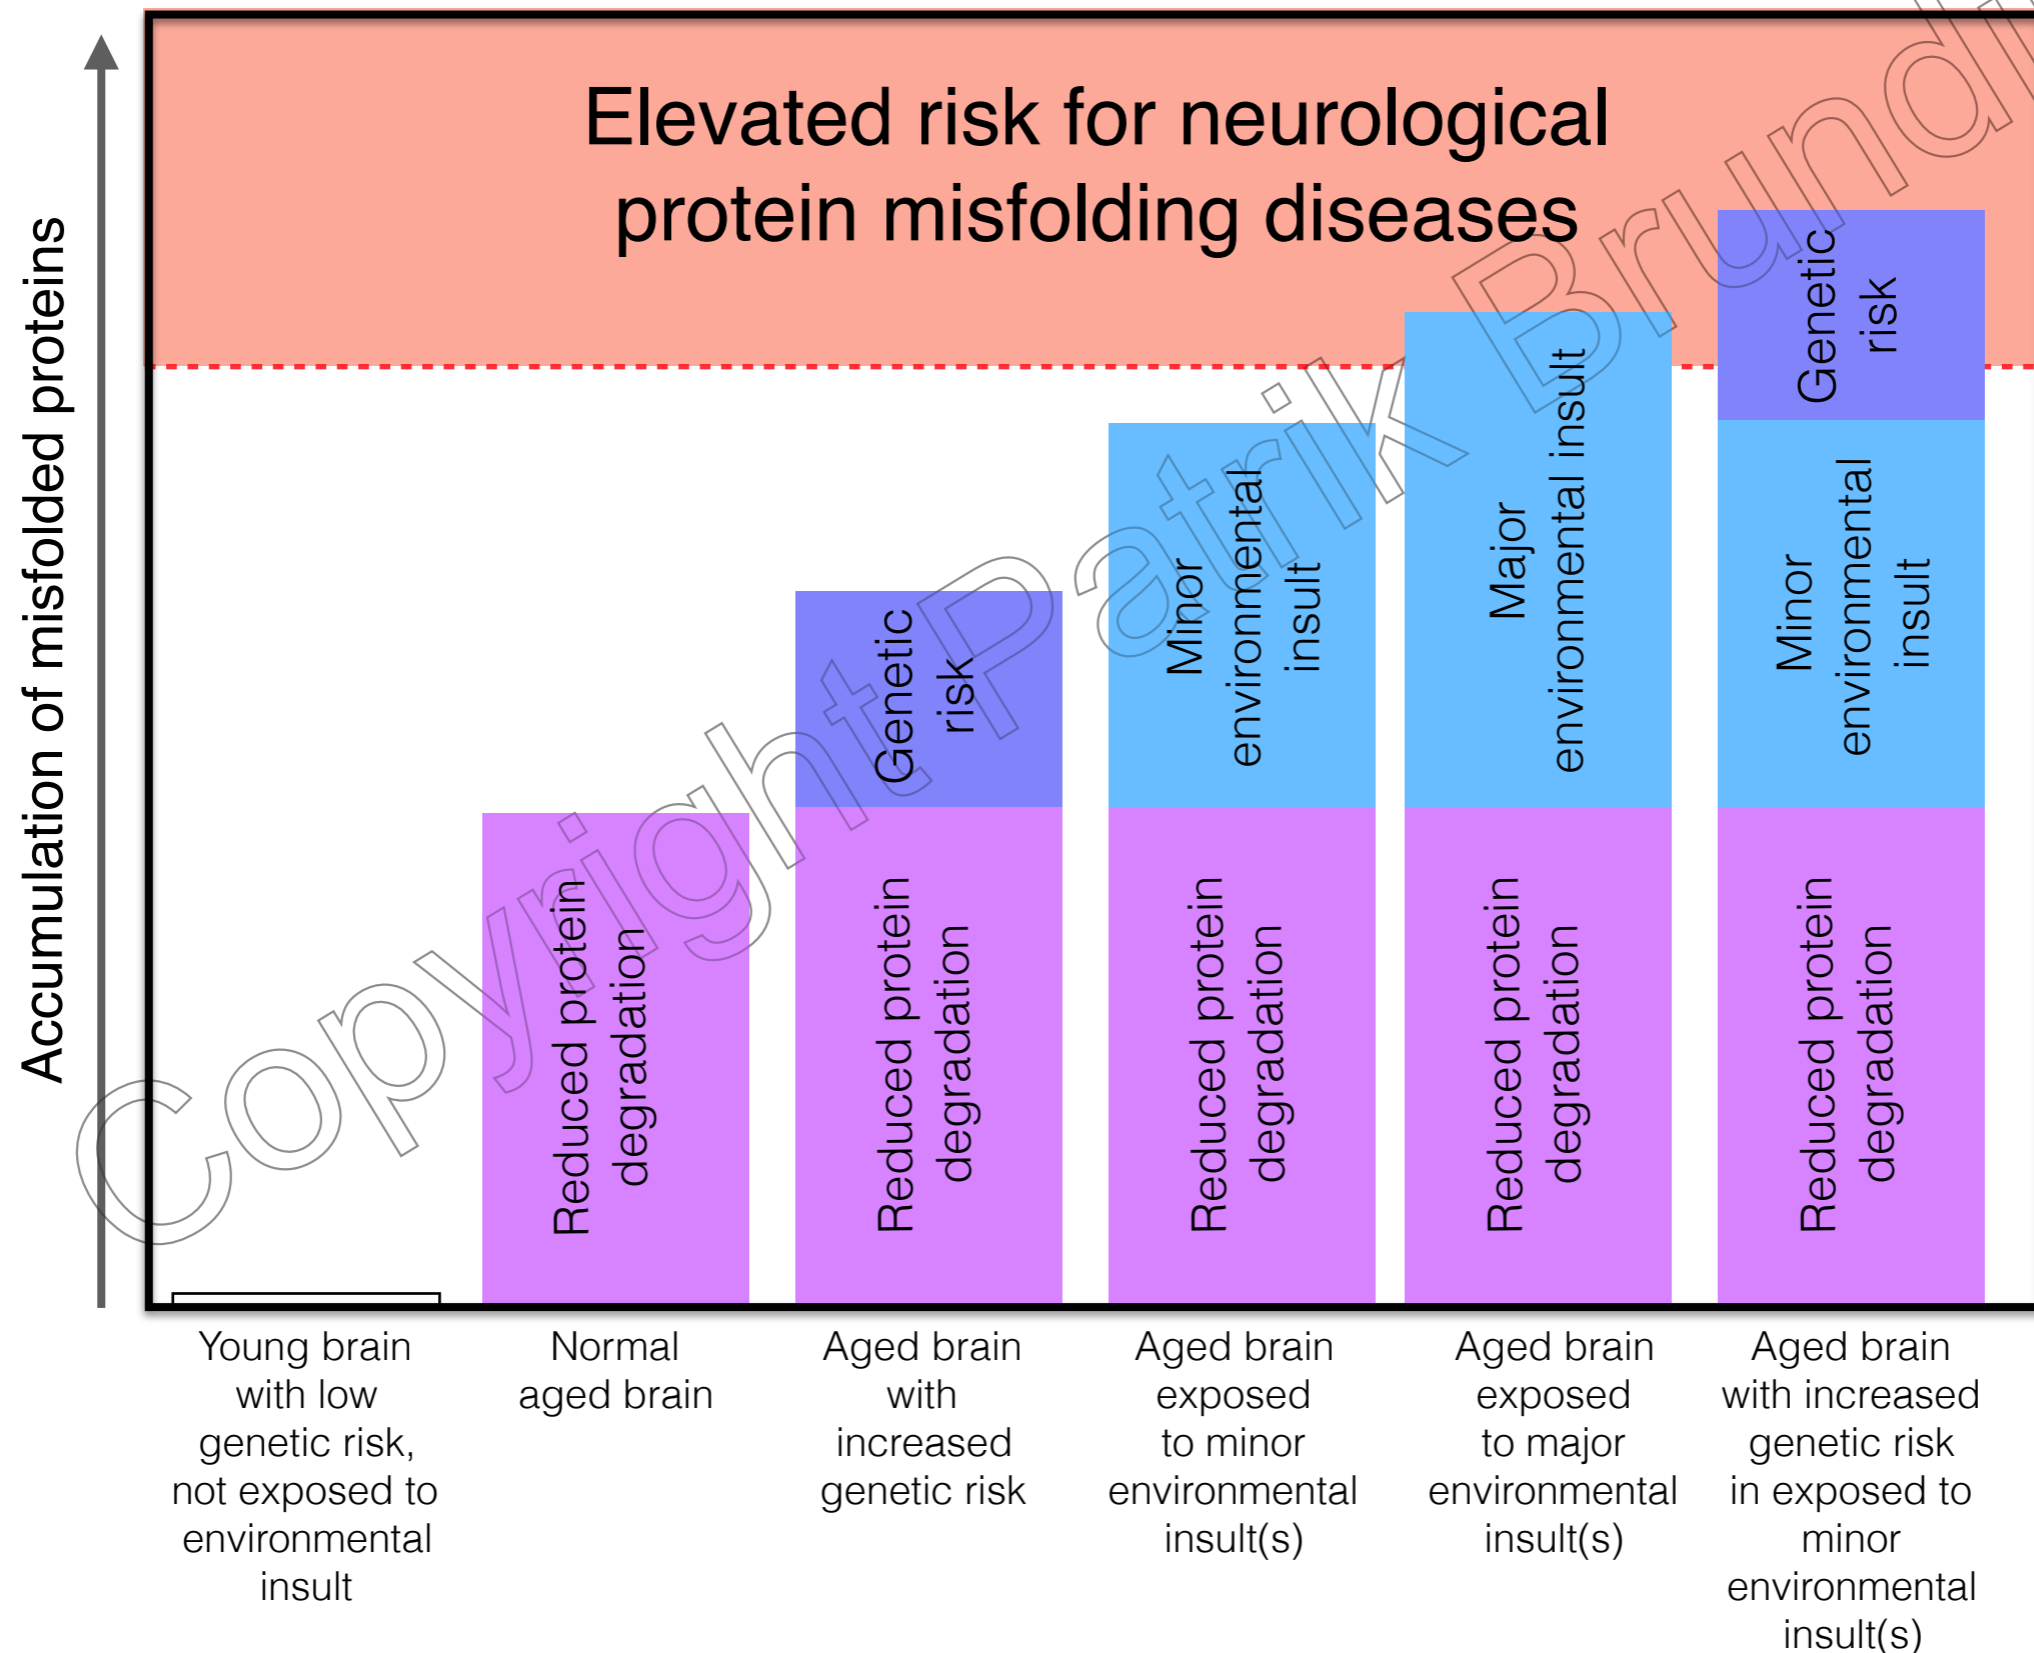 Elevated risk for neurological
protein misfolding diseases
Accumulation of misfolded proteins
Reduced protein
degradation
Genetic
risk
Reduced protein
degradation
Minor
environmental
insult
Reduced protein
degradation
Major
environmental insult
Reduced protein
degradation
Genetic
risk
Minor
environmental
insult
Reduced protein
degradation
Young brain
with low
genetic risk,
not exposed to
environmental
insult
Normal
aged brain
Aged brain
with
increased
genetic risk
Aged brain
exposed
to minor
environmental
insult(s)
Aged brain
exposed
to major
environmental
insult(s)
Aged brain
with increased
genetic risk
in exposed to
minor
environmental
insult(s)
Copyright Patrik